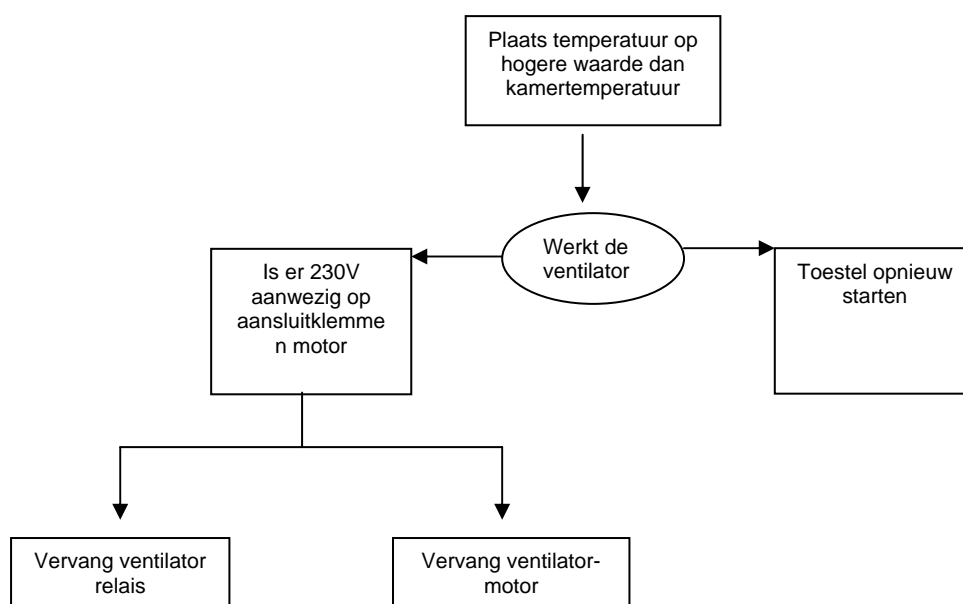 Plaats temperatuur op
hogere waarde dan
kamertemperatuur
Werkt de
ventilator
Is er 230V
aanwezig op
aansluitklemme
n motor
Toestel opnieuw
starten
Vervang ventilator
relais
Vervang ventilator-
motor